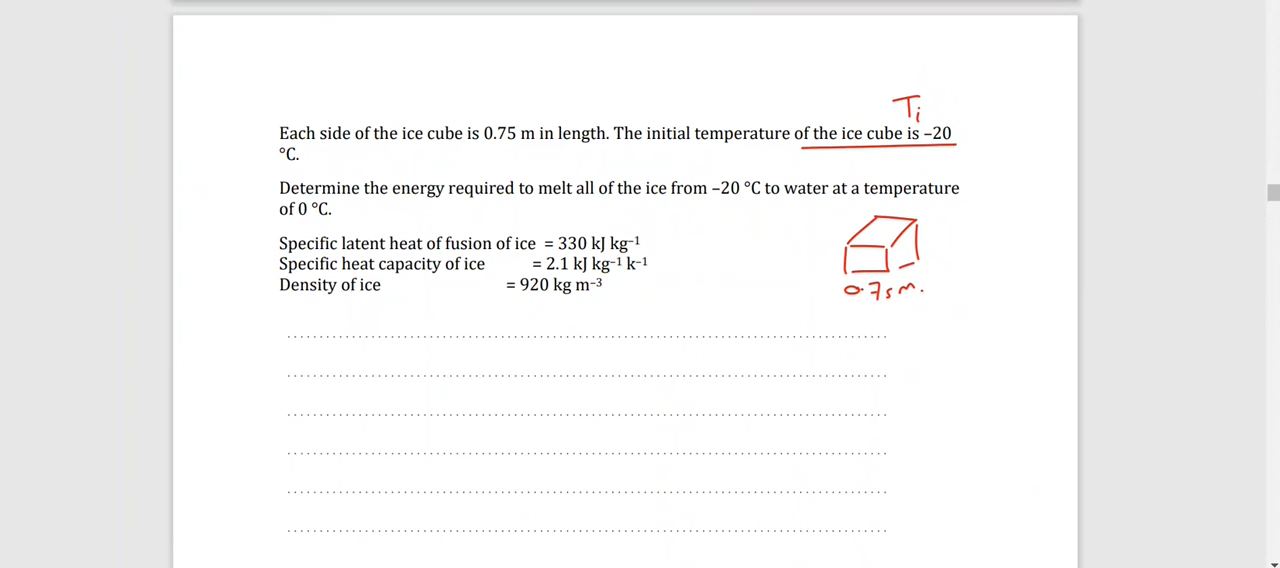 Ti
Each side of the ice cube is 0.75 m in length. The initial temperature of the ice cube is −20
°C.
Determine the energy required to melt all of the ice from −20 °C to water at a temperature
of 0 °C.
Specific latent heat of fusion of ice = 330 kJ kg⁻¹
Specific heat capacity of ice = 2.1 kJ kg⁻¹ k⁻¹
Density of ice = 920 kg m⁻³
0.75m.